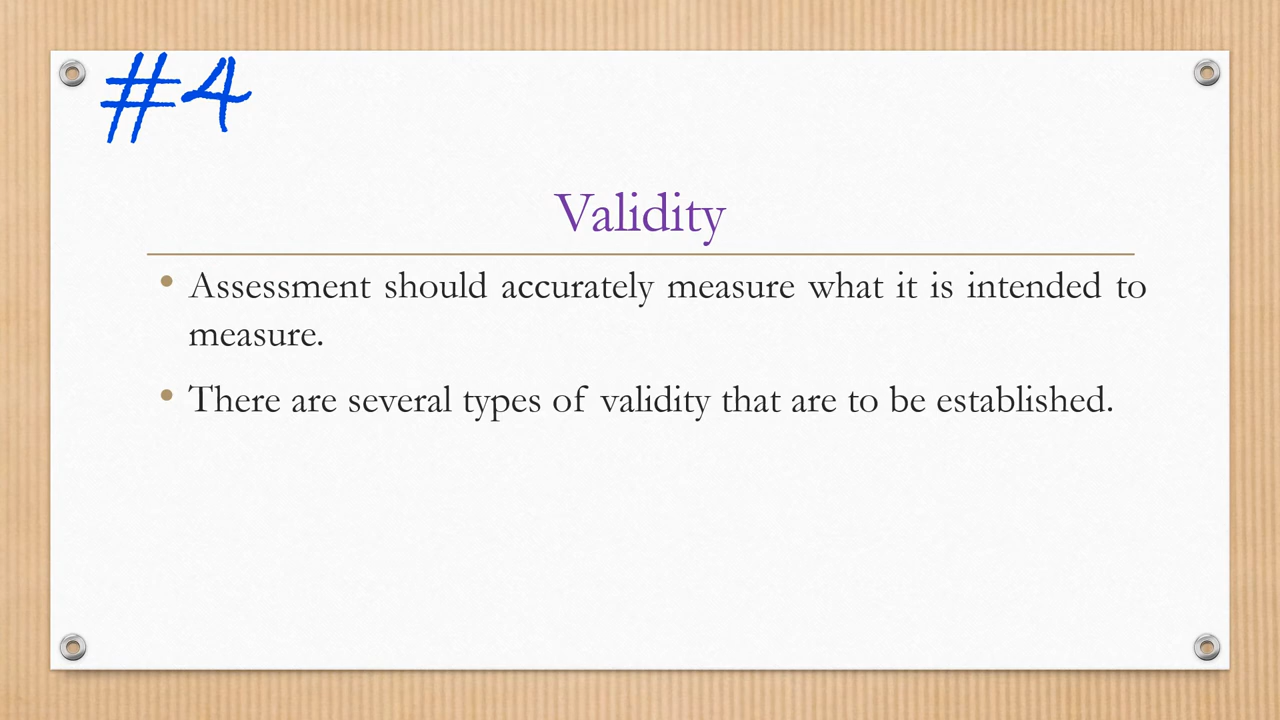 #4
Validity
• Assessment should accurately measure what it is intended to
measure.
• There are several types of validity that are to be established.